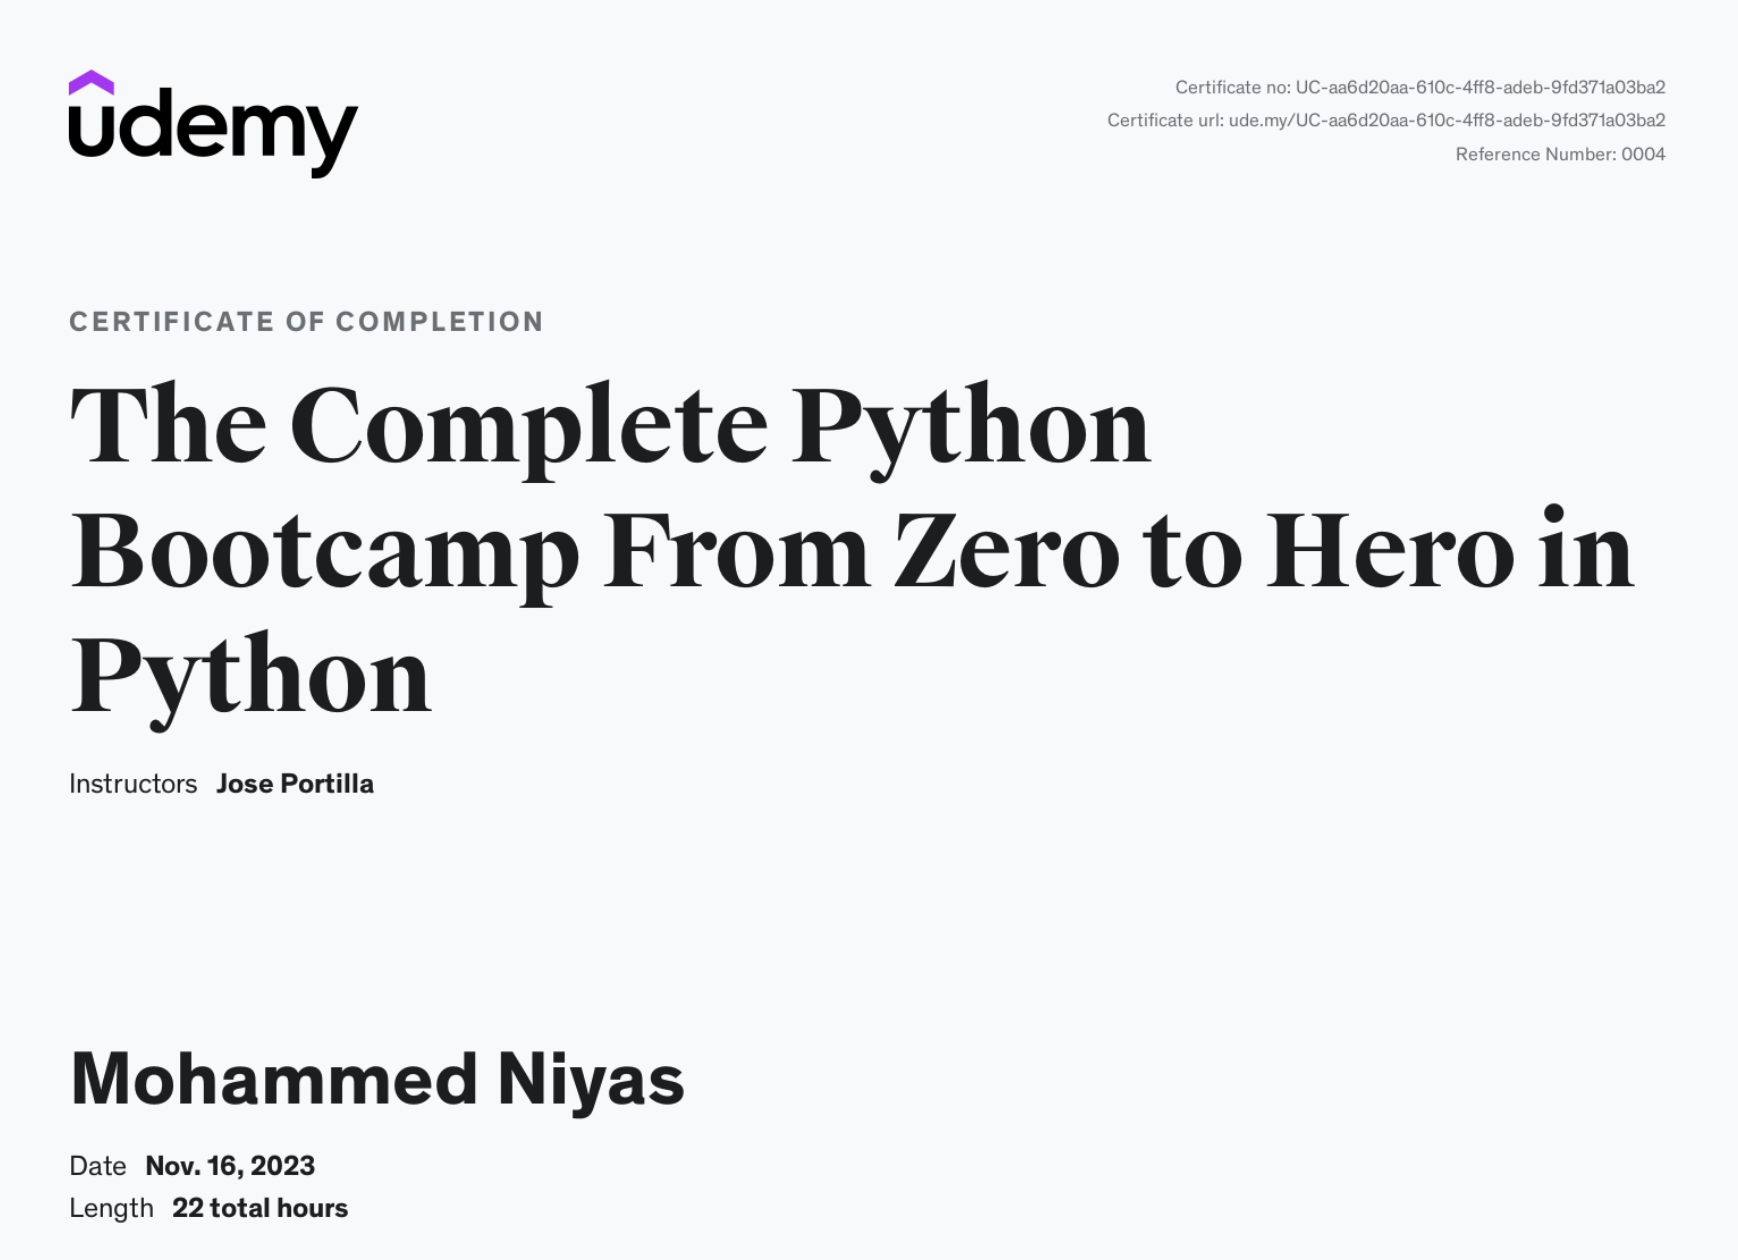 udemy
Certificate no: UC-aa6d20aa-610c-4ff8-adeb-9fd371a03ba2
Certificate url: ude.my/UC-aa6d20aa-610c-4ff8-adeb-9fd371a03ba2
Reference Number: 0004
CERTIFICATE OF COMPLETION
The Complete Python
Bootcamp From Zero to Hero in
Python
Instructors Jose Portilla
Mohammed Niyas
Date Nov. 16, 2023
Length 22 total hours